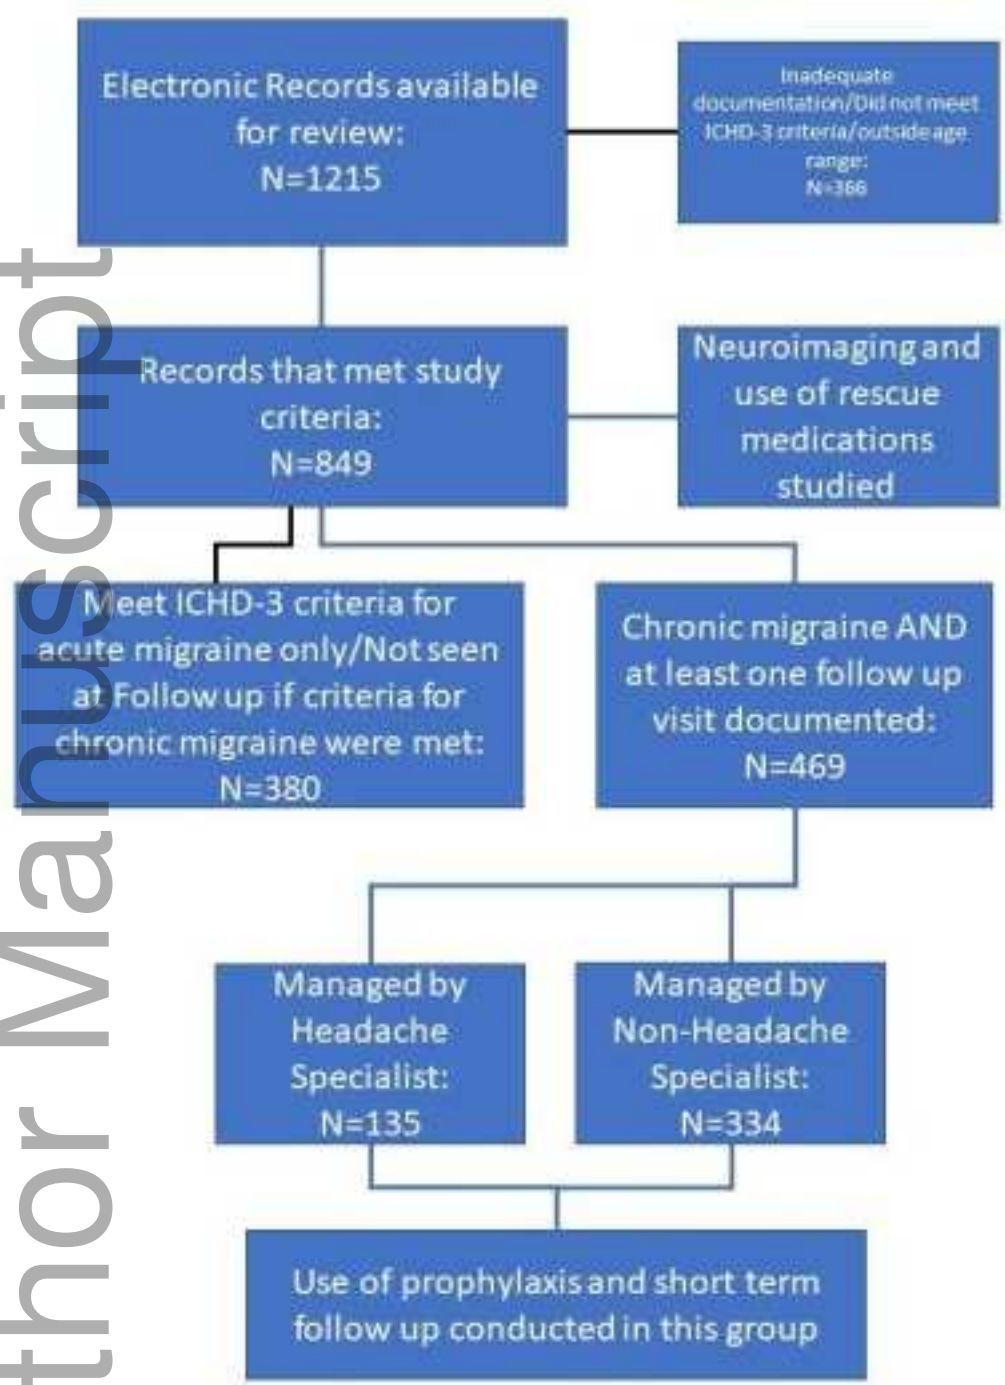 Electronic Records available
for review:
N=1215
Inadequate
documentation/Did not meet
ICHD-3 criteria/outside age
range:
N=366
Records that met study
criteria:
N=849
Neuroimaging and
use of rescue
medications
studied
Meet ICHD-3 criteria for
acute migraine only/Not seen
at Follow up if criteria for
chronic migraine were met:
N=380
Chronic migraine AND
at least one follow up
visit documented:
N=469
Managed by
Headache
Specialist:
N=135
Managed by
Non-Headache
Specialist:
N=334
Use of prophylaxis and short term
follow up conducted in this group
thor Manuscript